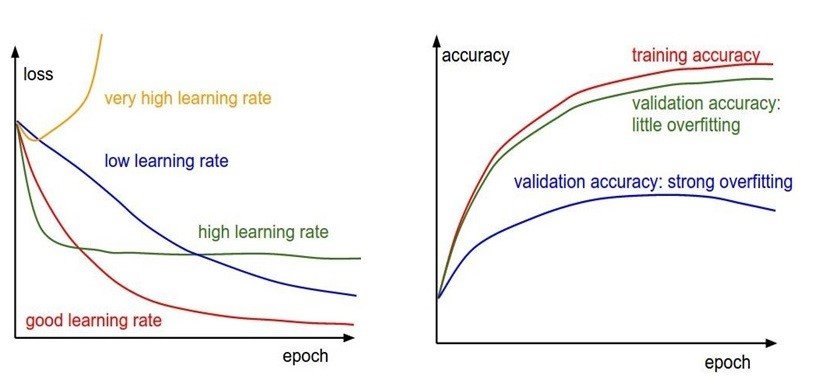 loss
very high learning rate
low learning rate
high learning rate
good learning rate
epoch
accuracy
training accuracy
validation accuracy:
little overfitting
validation accuracy: strong overfitting
epoch